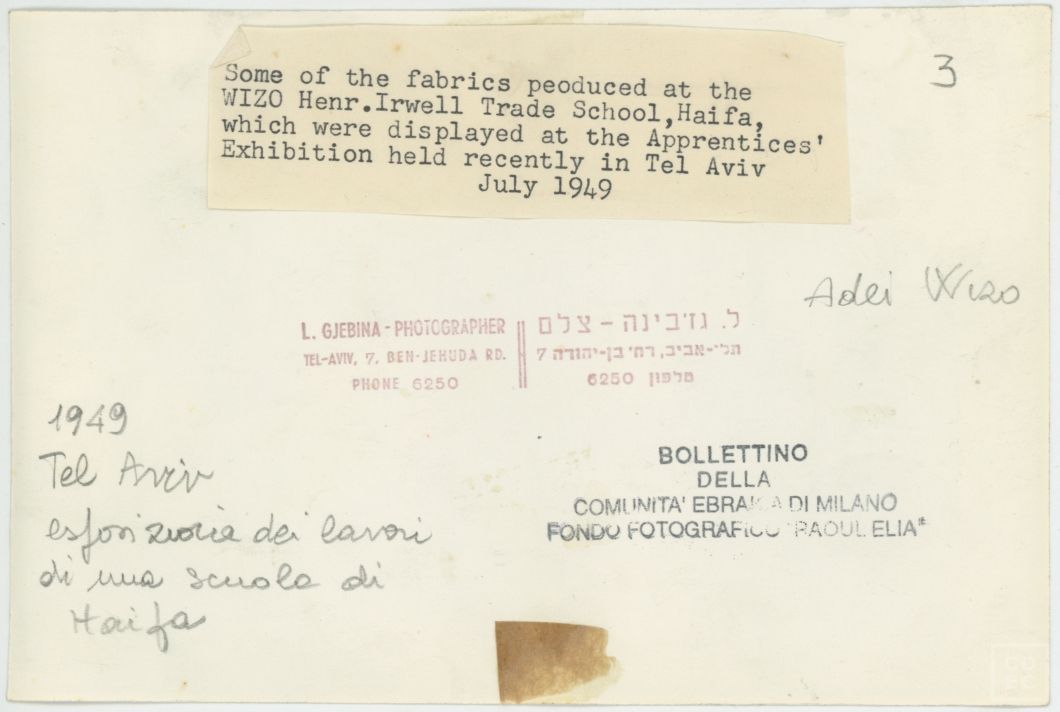 Some of the fabrics peoduced at the
WIZO Henr.Irwell Trade School,Haifa,
which were displayed at the Apprentices'
Exhibition held recently in Tel Aviv
July 1949
3
Adei Wizo
L. GJEBINA - PHOTOGRAPHER
TEL-AVIV, 7. BEN-JEHUDA RD.
PHONE 6250
ל. גז'בינה - צלם
תל-אביב, רח' בן-יהודה 7
טלפון 6250
1949
Tel Aviv
esposizione dei lavori
di una scuola di
Haifa
BOLLETTINO
DELLA
COMUNITA' EBRAICA DI MILANO
FONDO FOTOGRAFICO "RAOUL ELIA"